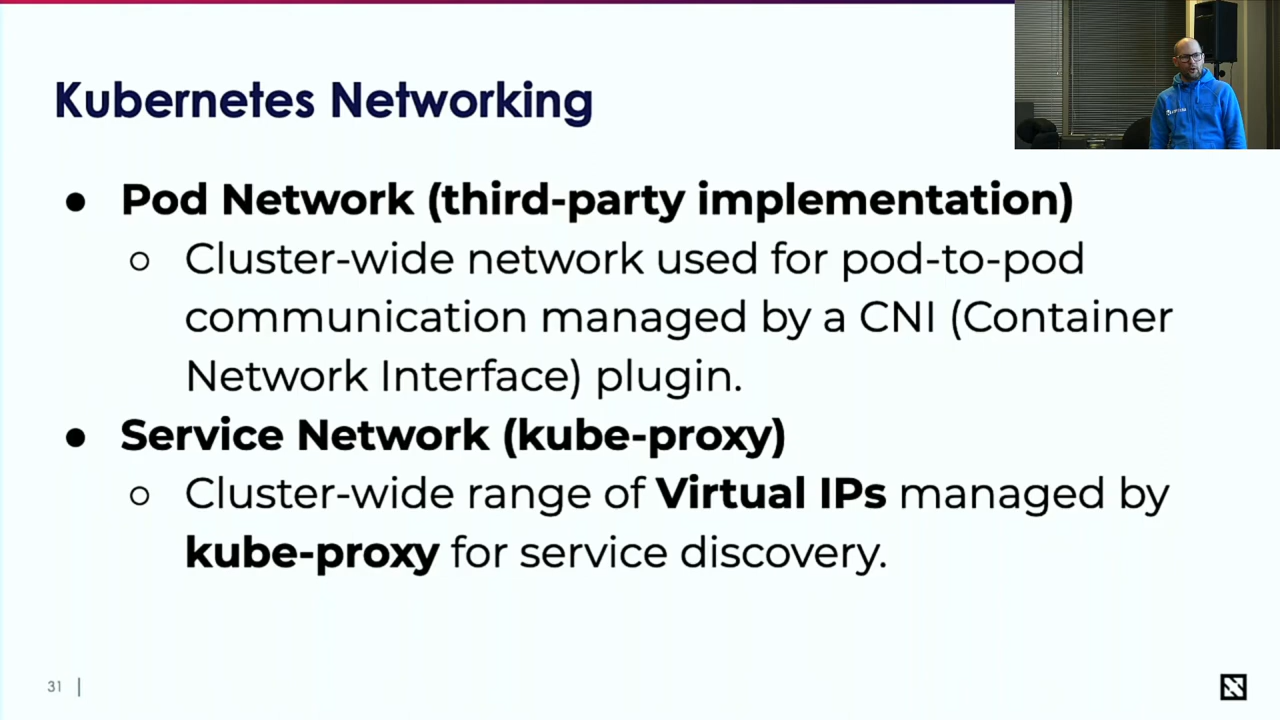 Kubernetes Networking
● Pod Network (third-party implementation)
○ Cluster-wide network used for pod-to-pod
communication managed by a CNI (Container
Network Interface) plugin.
● Service Network (kube-proxy)
○ Cluster-wide range of Virtual IPs managed by
kube-proxy for service discovery.
31 |